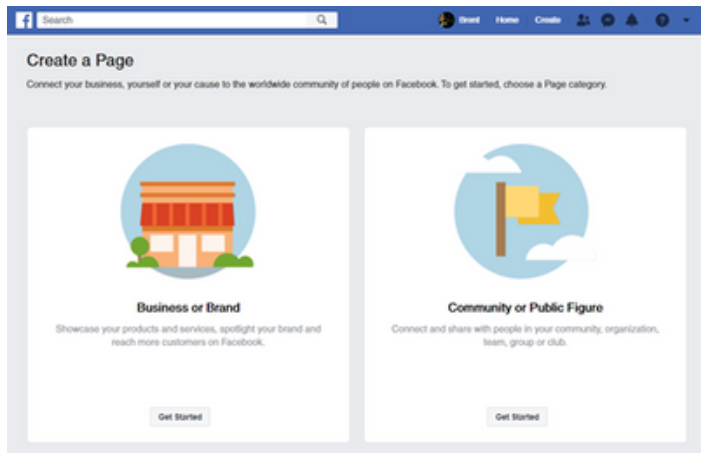 f
Search
Brent
Home
Create
Create a Page
Connect your business, yourself or your cause to the worldwide community of people on Facebook. To get started, choose a Page category.
Business or Brand
Showcase your products and services, spotlight your brand and
reach more customers on Facebook.
Get Started
Community or Public Figure
Connect and share with people in your community, organization,
team, group or club.
Get Started